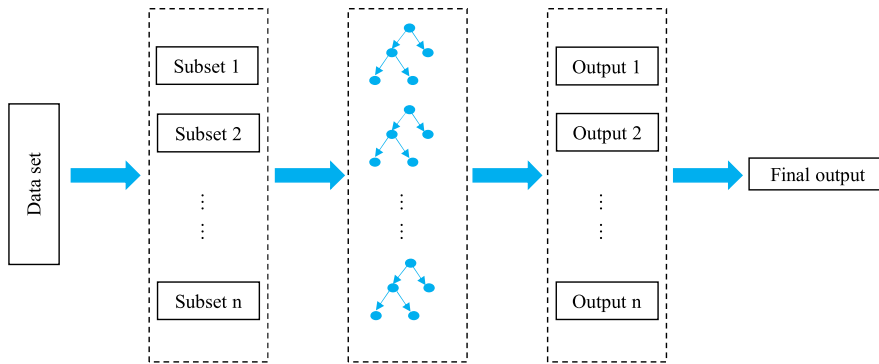 Data set
Subset 1
Subset 2
⋮
⋮
Subset n
⋮
⋮
Output 1
Output 2
⋮
⋮
Output n
Final output